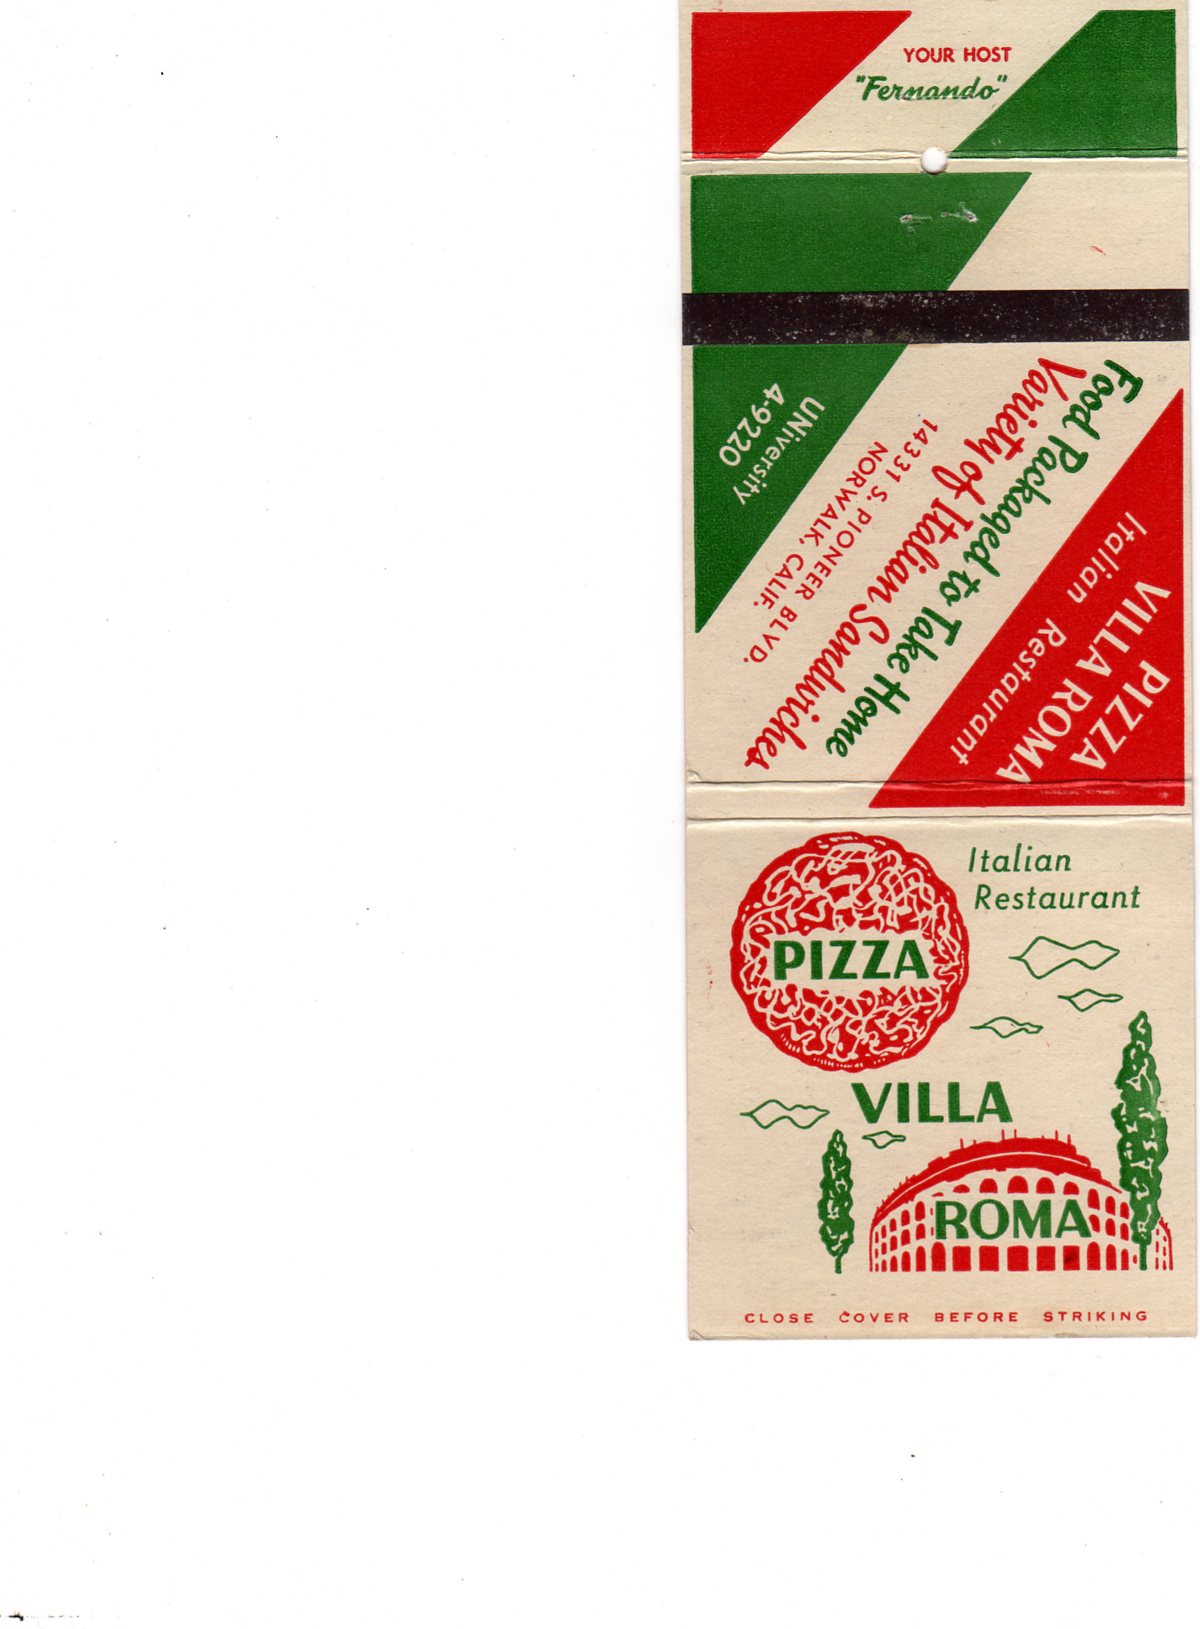 YOUR HOST
"Fernando"
PIZZA
VILLA ROMA
Italian Restaurant
Food Packaged to Take Home
Variety of Italian Sandwiches
14331 S. PIONEER BLVD.
NORWALK, CALIF.
UNiversity
4-9220
Italian
Restaurant
PIZZA
VILLA
ROMA
CLOSE COVER BEFORE STRIKING